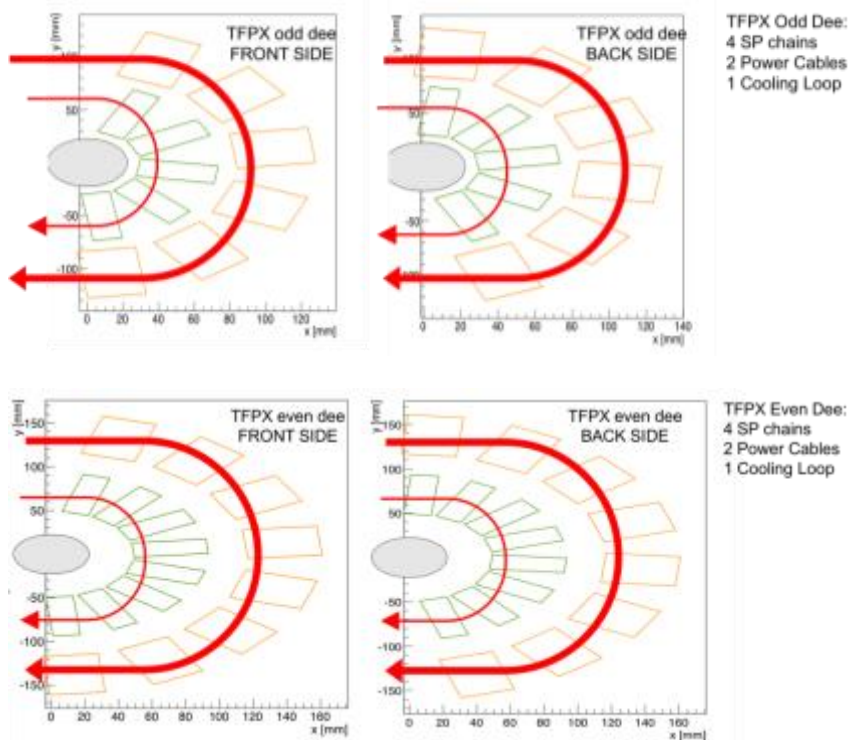 TFPX odd dee
FRONT SIDE
y [mm]
100
50
-50
-100
0 20 40 60 80 100 120
x [mm]
TFPX odd dee
BACK SIDE
y [mm]
50
-50
0 20 40 60 80 100 120 140
x [mm]
TFPX Odd Dee:
4 SP chains
2 Power Cables
1 Cooling Loop
TFPX even dee
FRONT SIDE
y [mm]
150
100
50
0
-50
-100
-150
0 20 40 60 80 100 120 140 160
x [mm]
TFPX even dee
BACK SIDE
y [mm]
150
100
50
0
-50
-100
-150
0 20 40 60 80 100 120 140 160
x [mm]
TFPX Even Dee:
4 SP chains
2 Power Cables
1 Cooling Loop